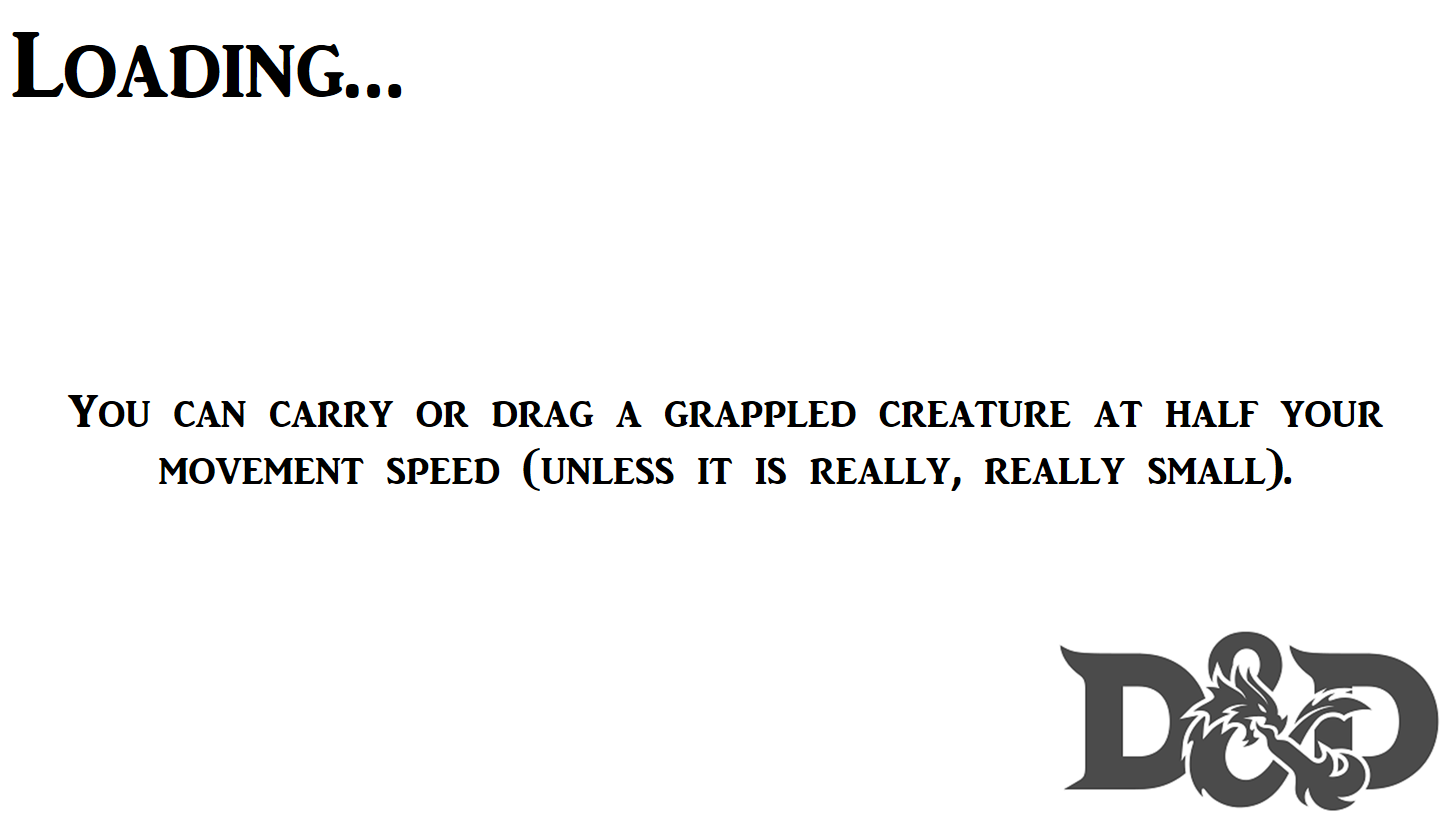 Loading...
You can carry or drag a grappled creature at half your
movement speed (unless it is really, really small).
D&D